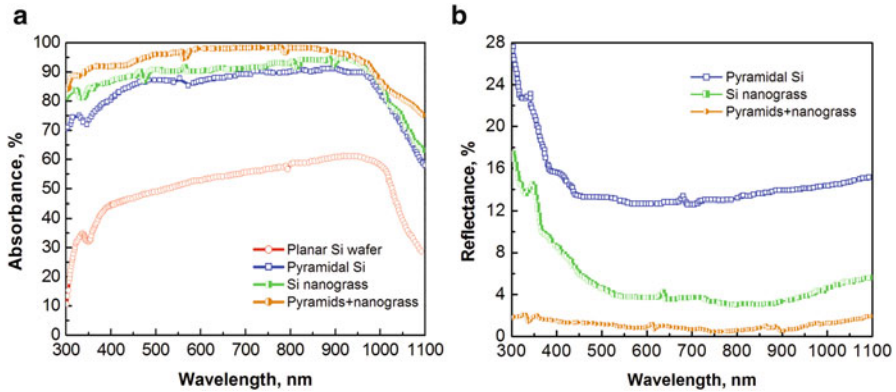 a
100
90
80
70
60
50
40
30
20
10
0
Absorbance, %
Planar Si wafer
Pyramidal Si
Si nanograss
Pyramids+nanograss
300 400 500 600 700 800 900 1000 1100
Wavelength, nm
b
28
24
20
16
12
8
4
0
Reflectance, %
Pyramidal Si
Si nanograss
Pyramids+nanograss
300 400 500 600 700 800 900 1000 1100
Wavelength, nm